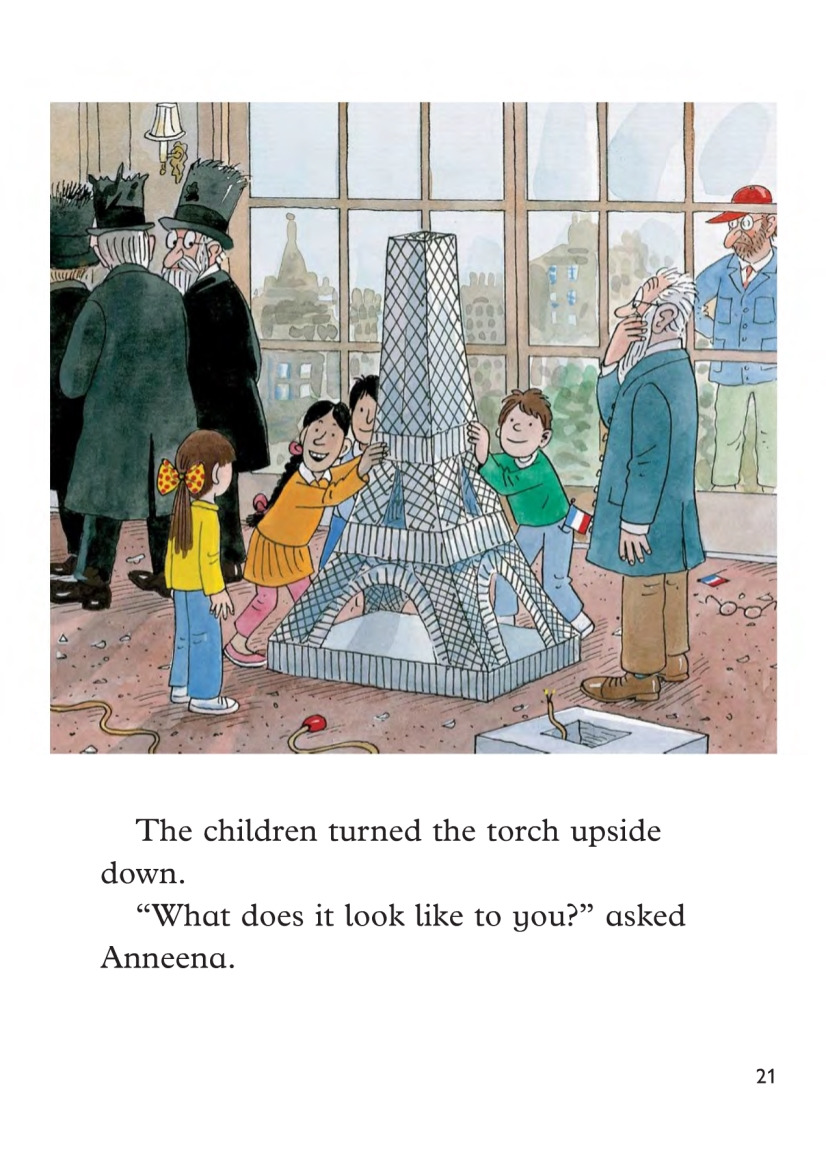 The children turned the torch upside
down.
“What does it look like to you?” asked
Anneena.
21